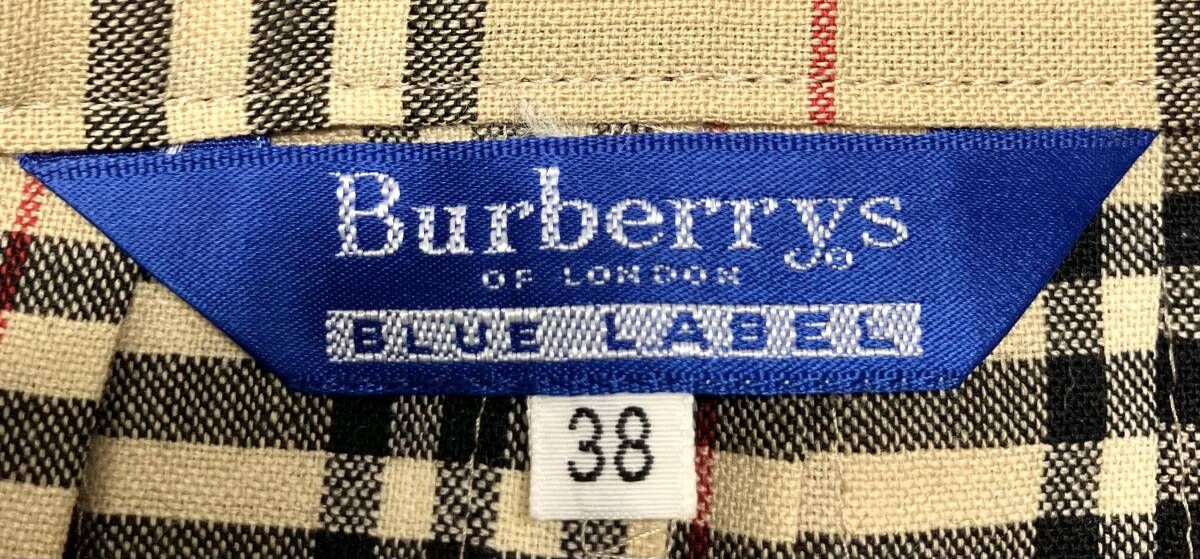 Burberrys
OF LONDON
BLUE LABEL
38